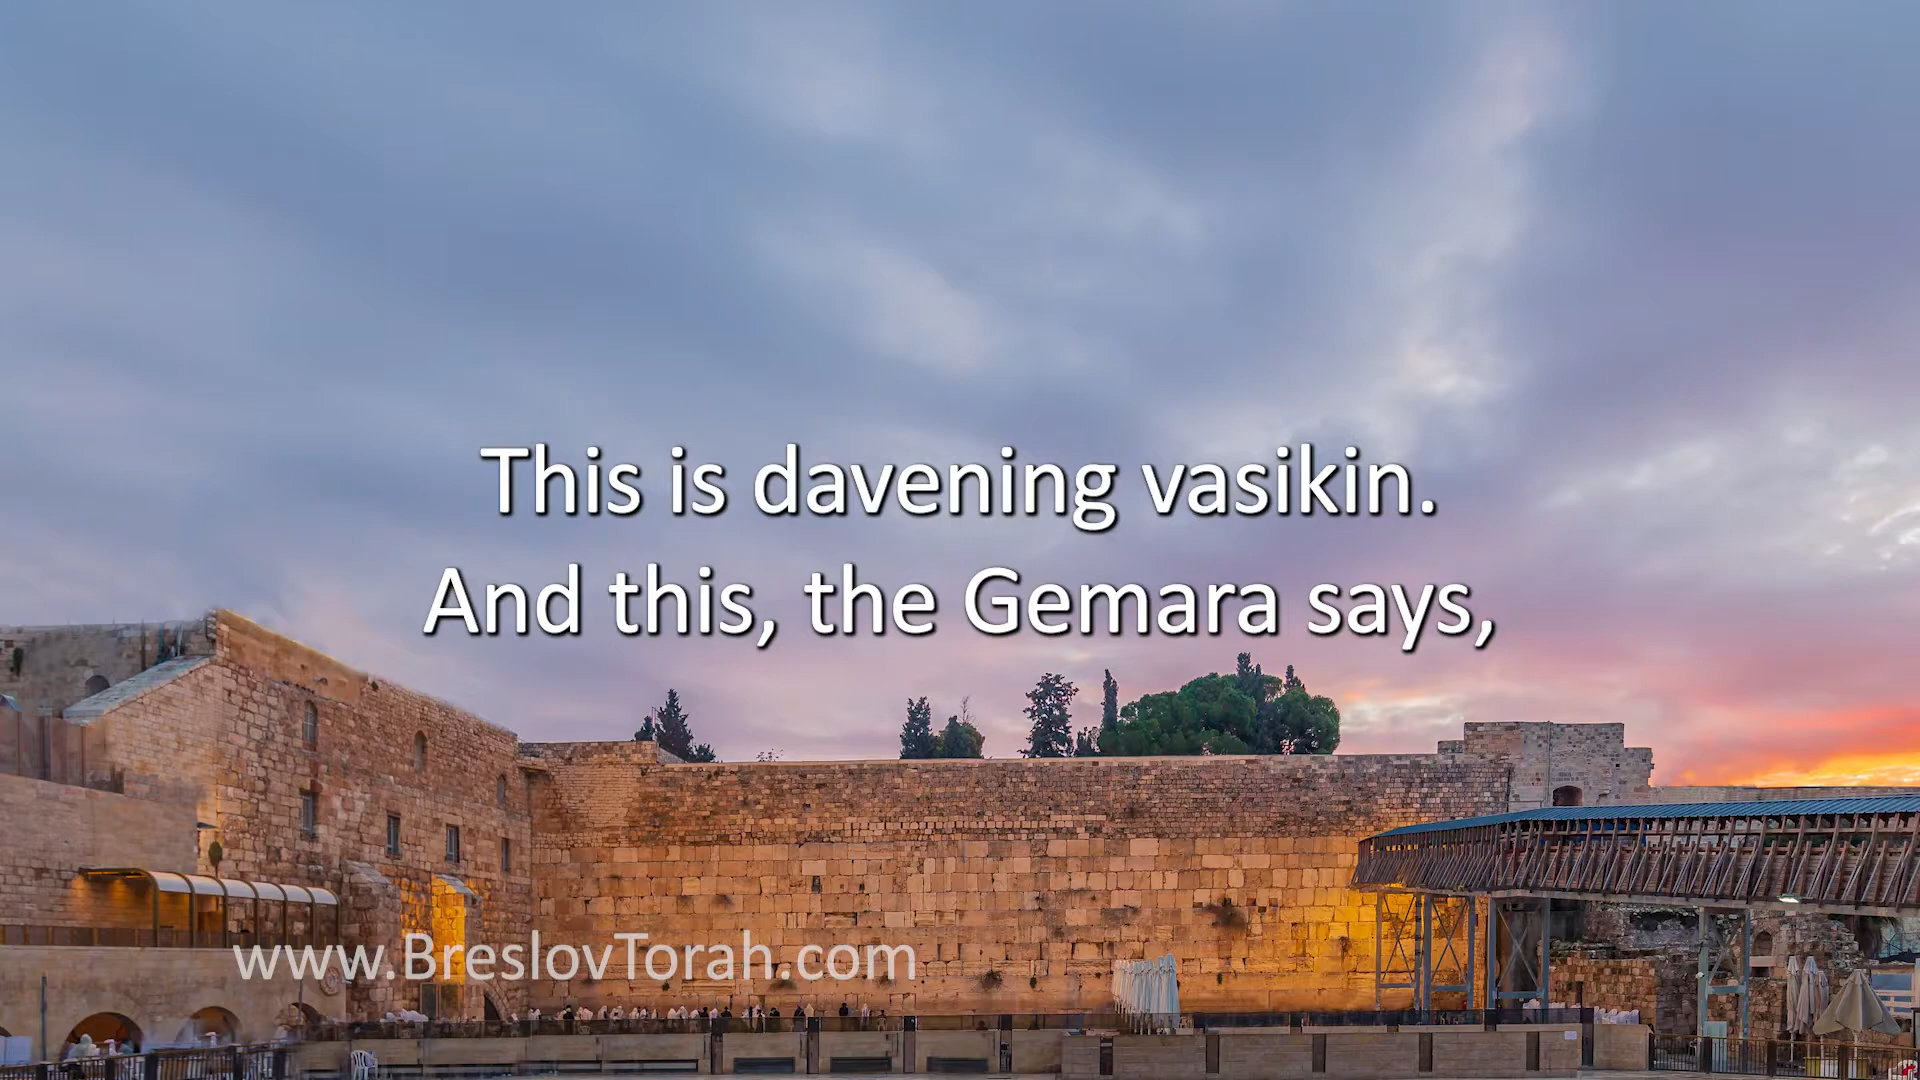 This is davening vasikin.
And this, the Gemara says,
www.BreslovTorah.com